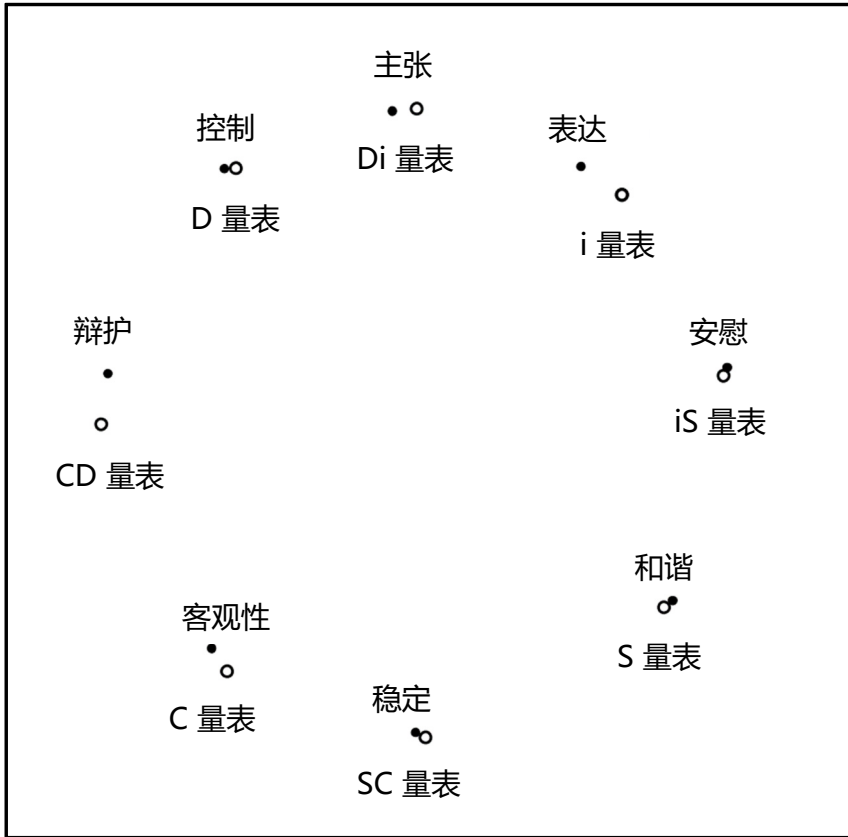 主张
控制
表达
Di 量表
D 量表
i 量表
辩护
安慰
iS 量表
CD 量表
和谐
客观性
S 量表
稳定
C 量表
SC 量表